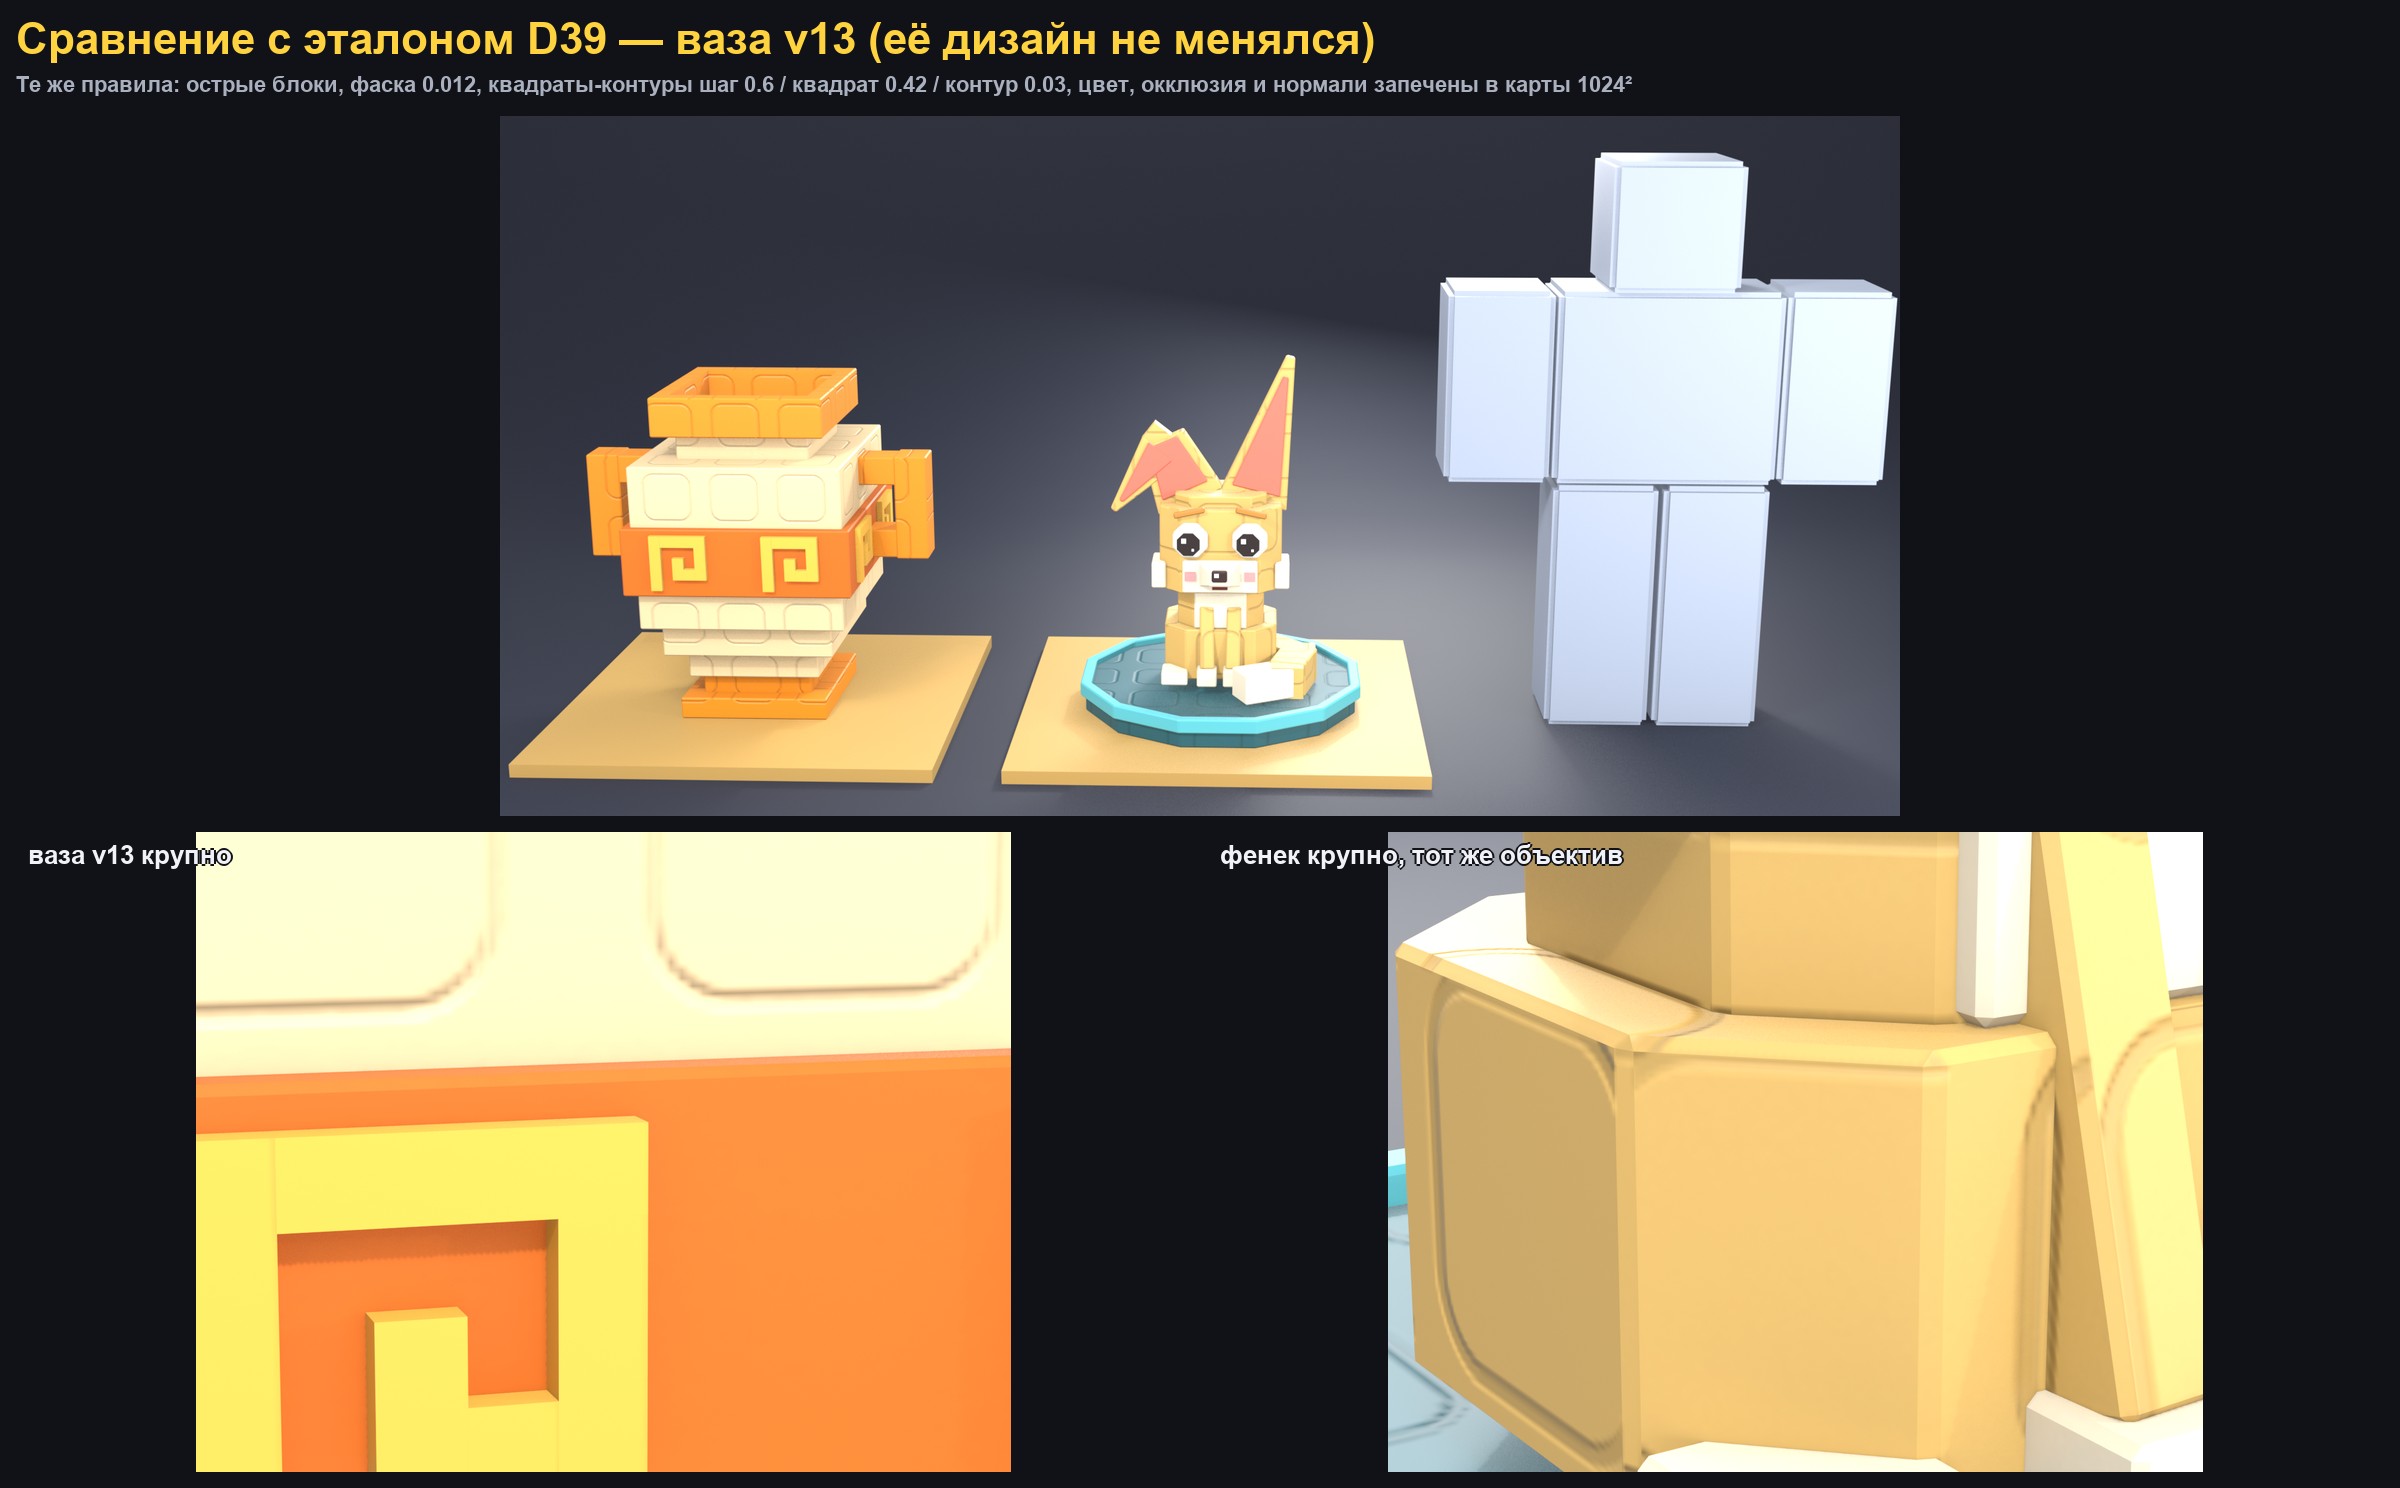 Сравнение с эталоном D39 — ваза v13 (её дизайн не менялся)
Те же правила: острые блоки, фаска 0.012, квадраты-контуры шаг 0.6 / квадрат 0.42 / контур 0.03, цвет, окклюзия и нормали запечены в карты 1024²
ваза v13 крупно
фенек крупно, тот же объектив